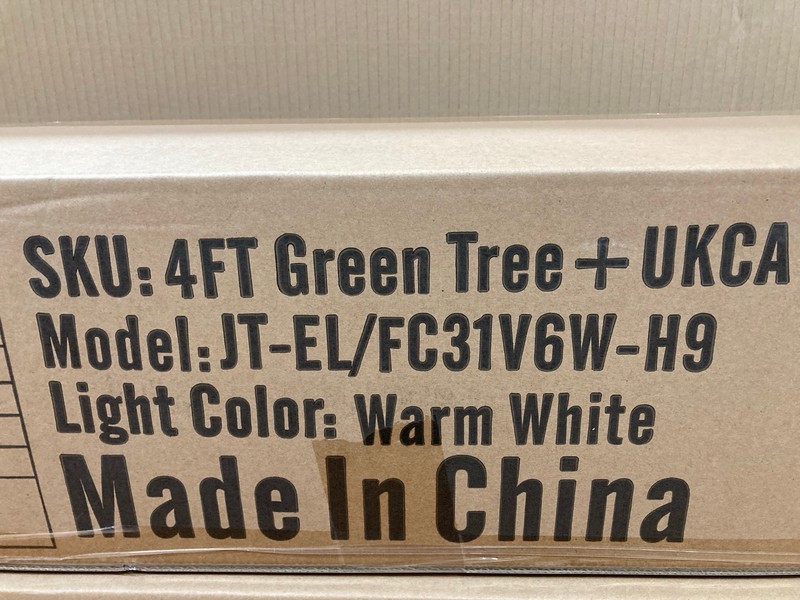 SKU: 4FT Green Tree+UKCA
Model:JT-EL/FC31V6W-H9
Light Color: Warm White
Made In China